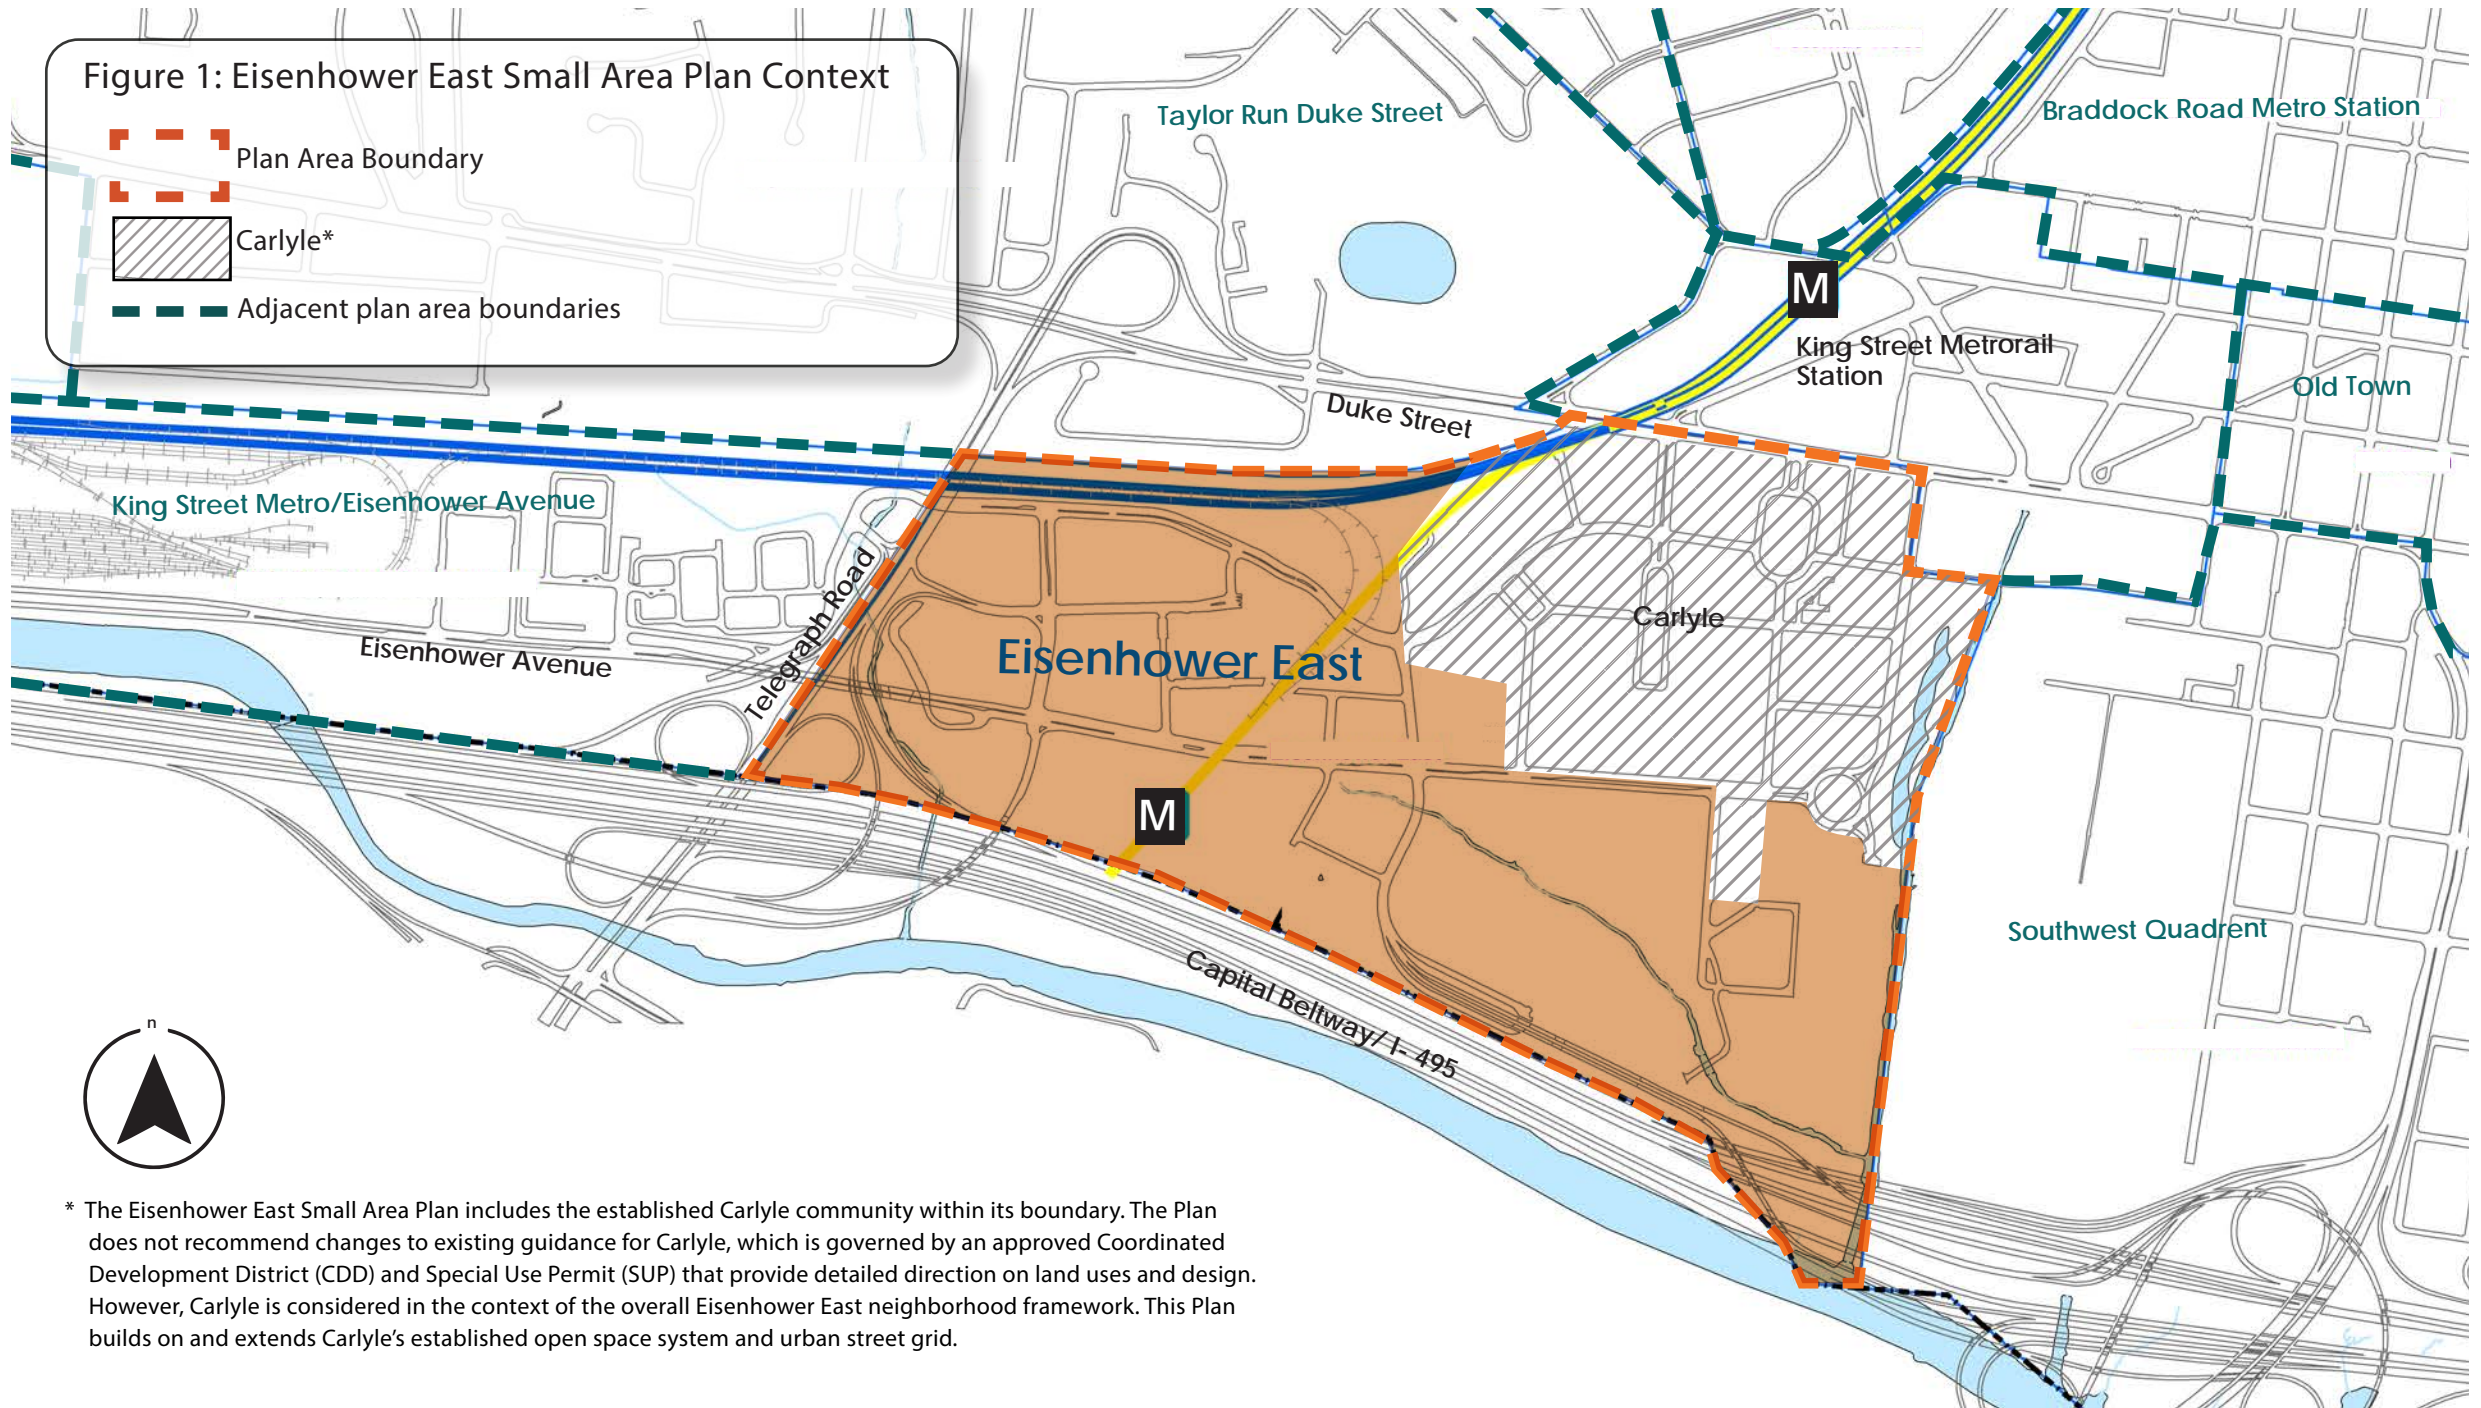 Figure 1: Eisenhower East Small Area Plan Context
Plan Area Boundary
Carlyle*
Adjacent plan area boundaries
Taylor Run Duke Street
Braddock Road Metro Station
M
King Street Metrorail
Station
Old Town
Duke Street
King Street Metro/Eisenhower Avenue
Telegraph Road
Eisenhower Avenue
Eisenhower East
Carlyle
M
Southwest Quadrent
Capital Beltway/ I- 495
n
* The Eisenhower East Small Area Plan includes the established Carlyle community within its boundary. The Plan
does not recommend changes to existing guidance for Carlyle, which is governed by an approved Coordinated
Development District (CDD) and Special Use Permit (SUP) that provide detailed direction on land uses and design.
However, Carlyle is considered in the context of the overall Eisenhower East neighborhood framework. This Plan
builds on and extends Carlyle’s established open space system and urban street grid.